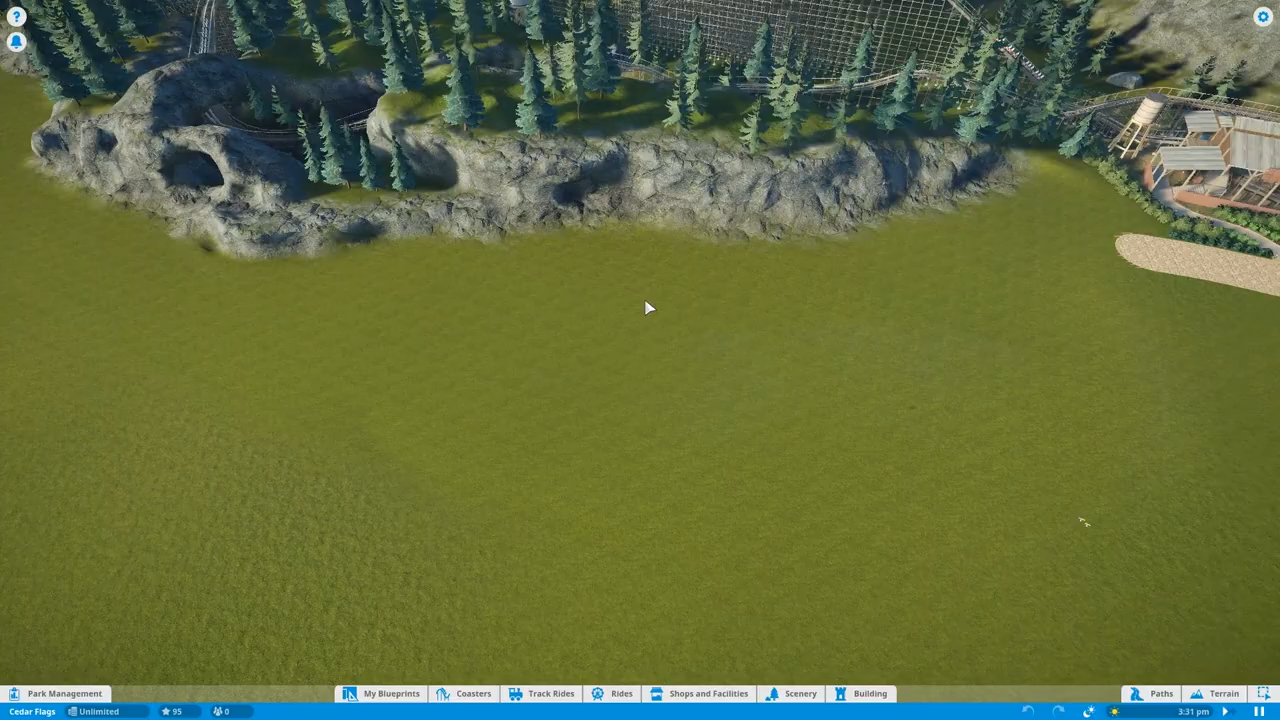 ?
Park Management
My Blueprints
Coasters
Track Rides
Rides
Shops and Facilities
Scenery
Building
Paths
Terrain
Cedar Flags
Unlimited
95
0
3:31 pm